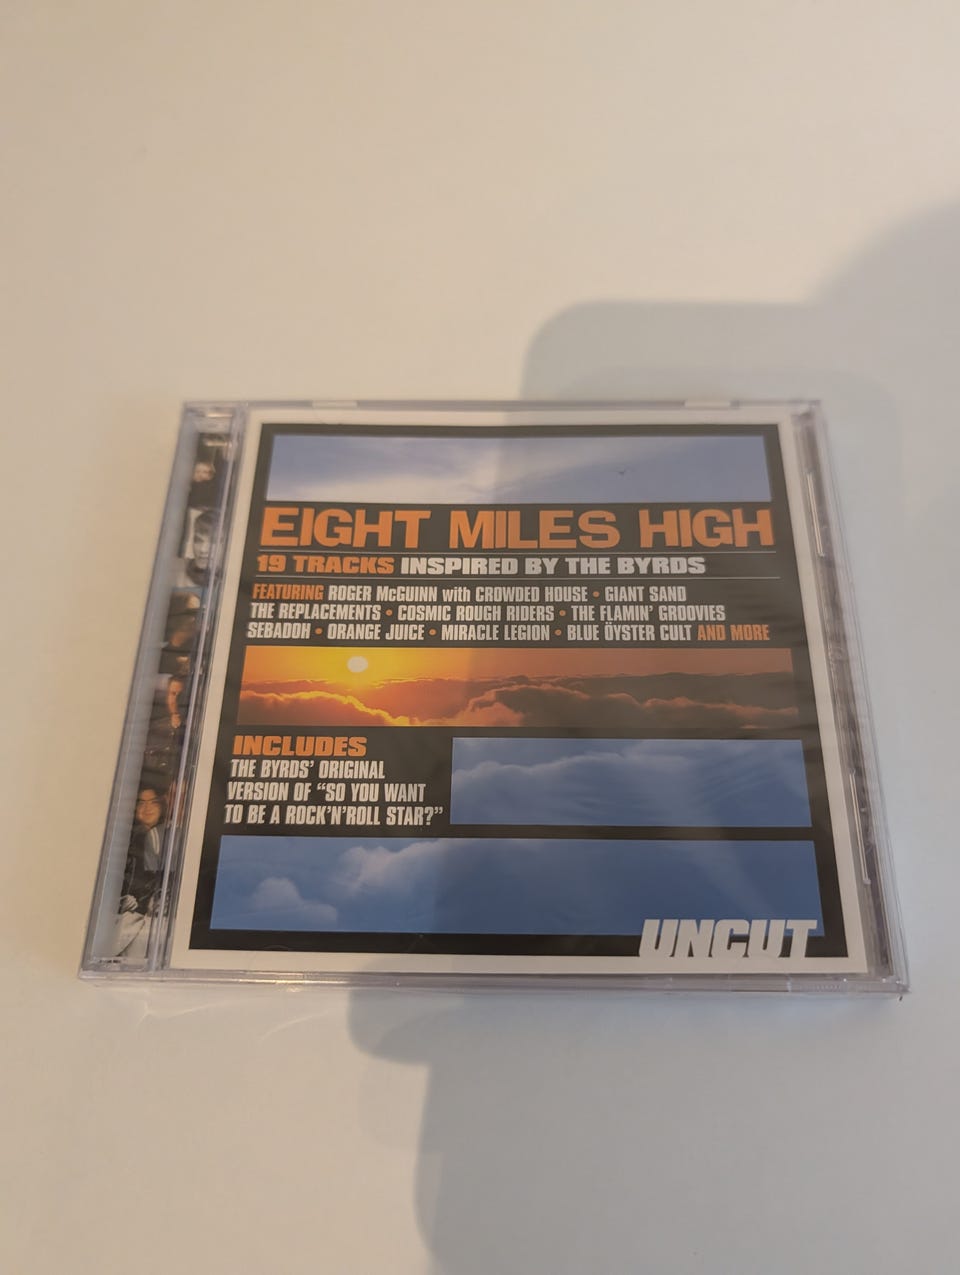 EIGHT MILES HIGH
19 TRACKS INSPIRED BY THE BYRDS
FEATURING ROGER McGUINN with CROWDED HOUSE • GIANT SAND
THE REPLACEMENTS • COSMIC ROUGH RIDERS • THE FLAMIN' GROOVIES
SEBADOH • ORANGE JUICE • MIRACLE LEGION • BLUE ÖYSTER CULT AND MORE
INCLUDES
THE BYRDS' ORIGINAL
VERSION OF "SO YOU WANT
TO BE A ROCK'N'ROLL STAR?"
UNCUT